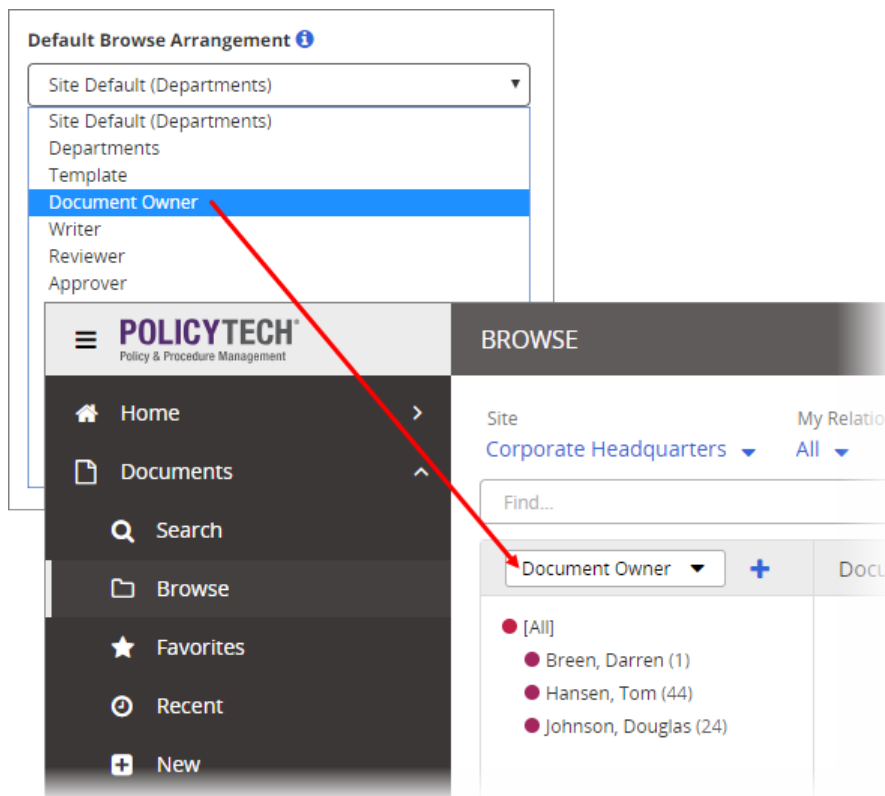 Default Browse Arrangement
Site Default (Departments)
Site Default (Departments)
Departments
Template
Document Owner
Writer
Reviewer
Approver
POLICYTECH®
Policy & Procedure Management
Home
Documents
Search
Browse
Favorites
Recent
New
BROWSE
Site
My Relatio
Corporate Headquarters
All
Find...
Document Owner
Docu
[All]
Breen, Darren (1)
Hansen, Tom (44)
Johnson, Douglas (24)